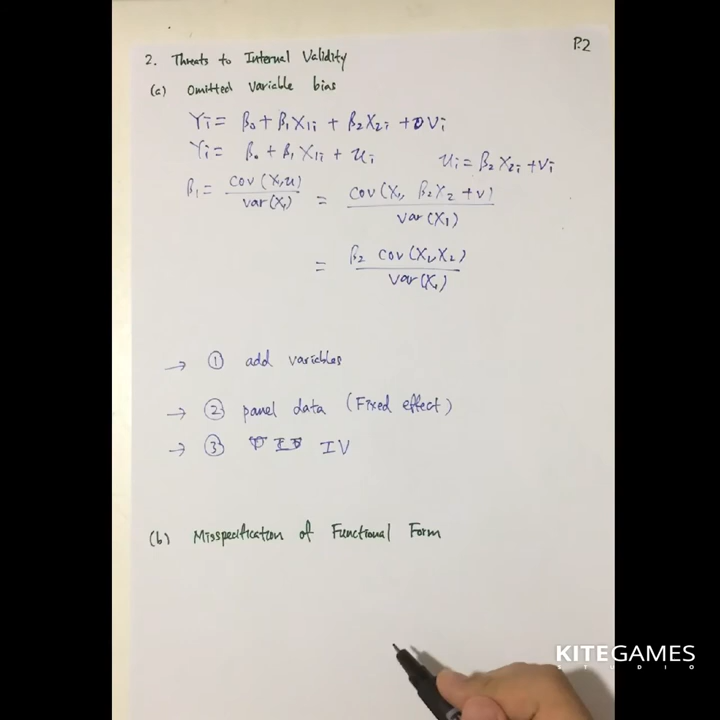 P.2
2. Threats to Internal Validity
(a) Omitted variable bias
Yi = β0 + β1X1i + β2X2i + Vi
Yi = β0 + β1X1i + ui   ui = β2X2i + Vi
β1 = cov(X1,u) / var(X1) = cov(X1, β2X2 + v) / var(X1)
= β2 cov(X1,X2) / var(X1)
→ ① add variables
→ ② panel data (Fixed effect)
→ ③ IV
(b) Misspecification of Functional Form
KITEGAMES
STUDIO